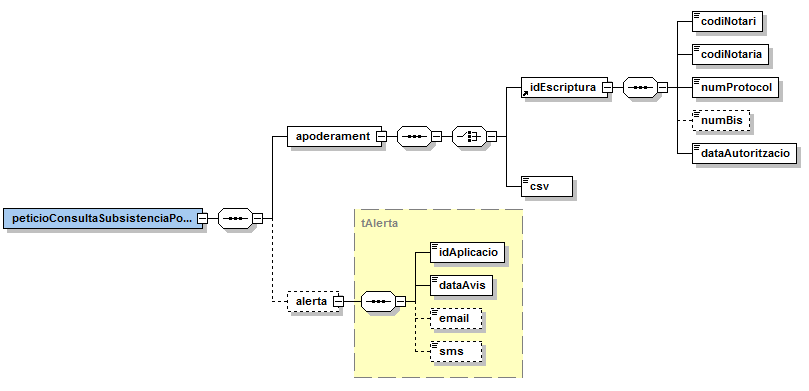 codiNotari
codiNotaria
idEscriptura
numProtocol
numBis
apoderament
dataAutoritzacio
csv
peticioConsultaSubsistenciaPo...
tAlerta
idAplicacio
dataAvis
alerta
email
sms